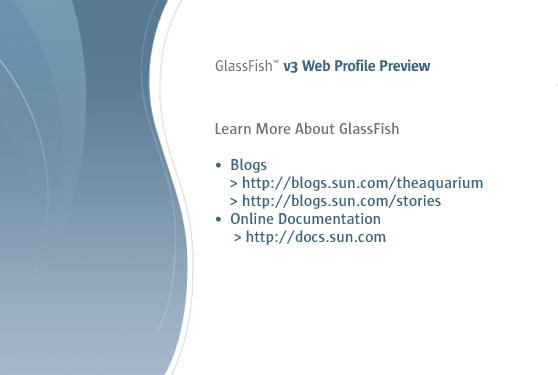 GlassFish™ v3 Web Profile Preview
Learn More About GlassFish
• Blogs
> http://blogs.sun.com/theaquarium
> http://blogs.sun.com/stories
• Online Documentation
> http://docs.sun.com